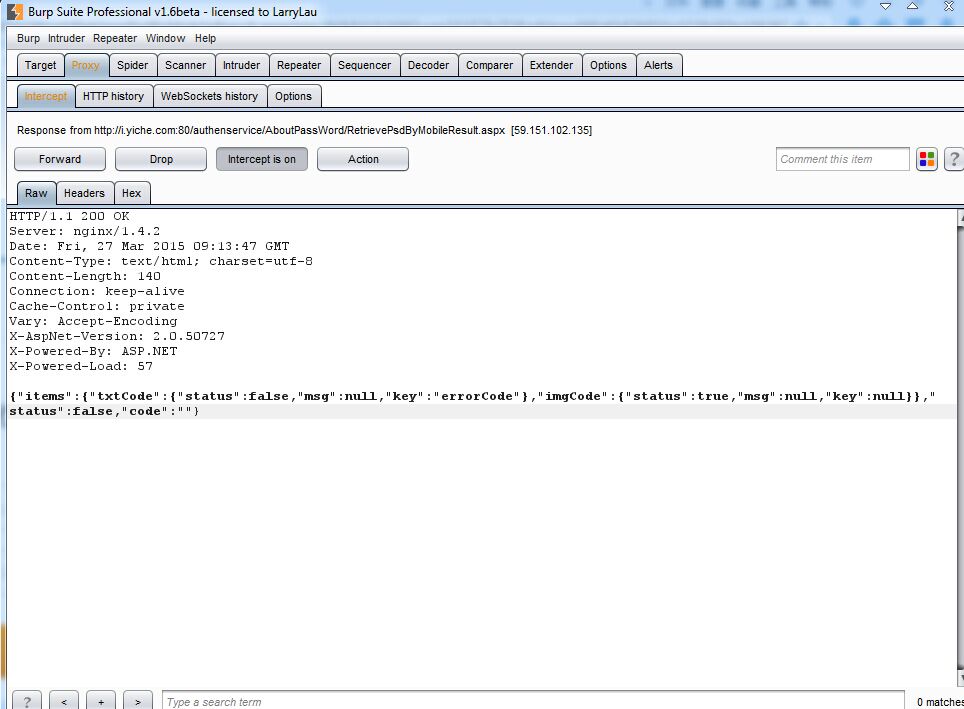 Burp Suite Professional v1.6beta - licensed to LarryLau
Burp Intruder Repeater Window Help
Target Proxy Spider Scanner Intruder Repeater Sequencer Decoder Comparer Extender Options Alerts
Intercept HTTP history WebSockets history Options
Response from http://i.yiche.com:80/authenservice/AboutPassWord/RetrievePsdByMobileResult.aspx [59.151.102.135]
Forward Drop Intercept is on Action Comment this item ?
Raw Headers Hex
HTTP/1.1 200 OK
Server: nginx/1.4.2
Date: Fri, 27 Mar 2015 09:13:47 GMT
Content-Type: text/html; charset=utf-8
Content-Length: 140
Connection: keep-alive
Cache-Control: private
Vary: Accept-Encoding
X-AspNet-Version: 2.0.50727
X-Powered-By: ASP.NET
X-Powered-Load: 57
{"items":{"txtCode":{"status":false,"msg":null,"key":"errorCode"},"imgCode":{"status":true,"msg":null,"key":null}},"
status":false,"code":""}
? < + > Type a search term 0 matches